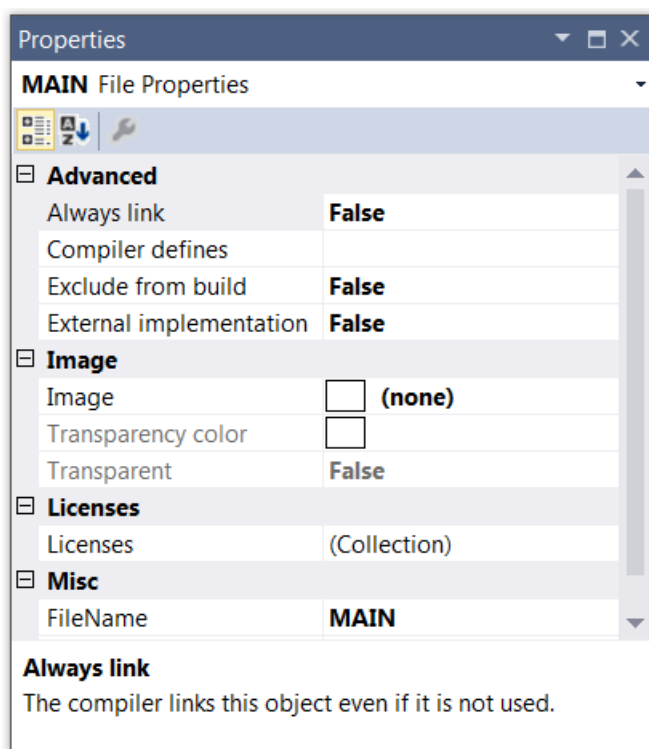 Properties
MAIN File Properties
Advanced
Always link False
Compiler defines
Exclude from build False
External implementation False
Image
Image (none)
Transparency color
Transparent False
Licenses
Licenses (Collection)
Misc
FileName MAIN
Always link
The compiler links this object even if it is not used.